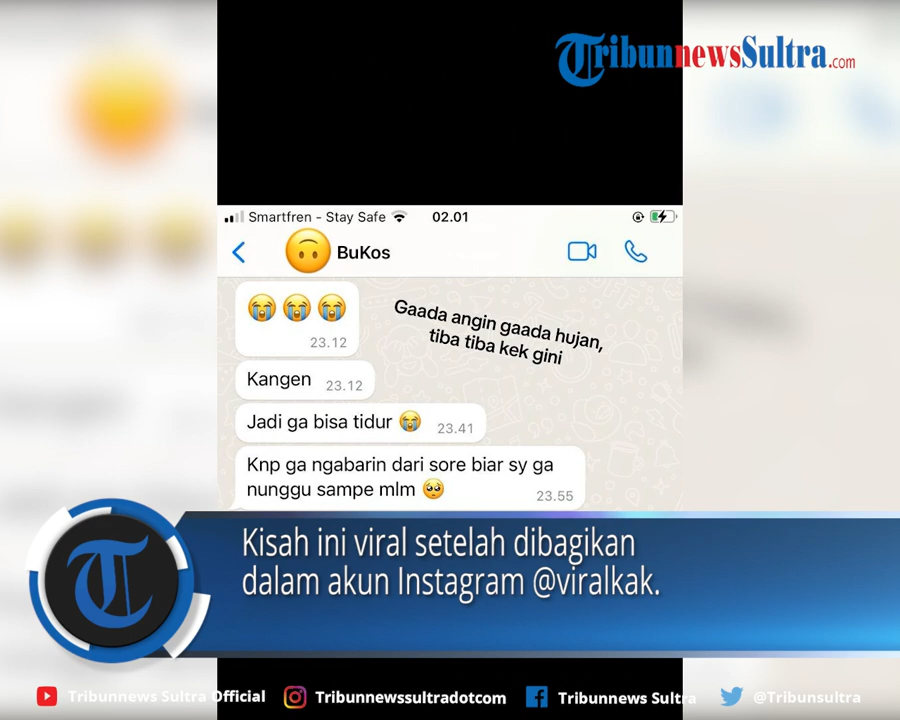 TribunnewsSultra.com
Smartfren - Stay Safe
02.01
BuKos
23.12
Gaada angin gaada hujan,
tiba tiba kek gini
Kangen 23.12
Jadi ga bisa tidur 23.41
Knp ga ngabarin dari sore biar sy ga
nunggu sampe mlm
23.55
Kisah ini viral setelah dibagikan
dalam akun Instagram @viralkak.
Tribunnews Sultra Official
Tribunnewssultradotcom
Tribunnews Sultra
@Tribunsultra